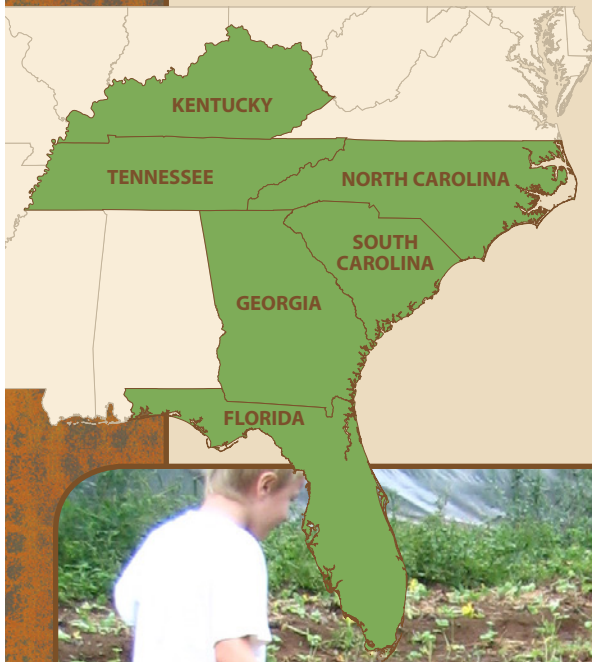 KENTUCKY
TENNESSEE
NORTH CAROLINA
SOUTH
CAROLINA
GEORGIA
FLORIDA